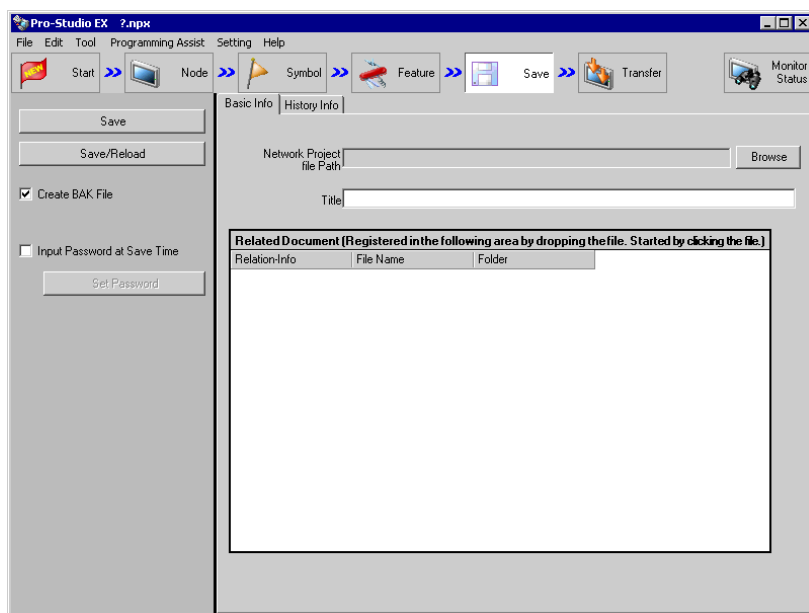 Pro-Studio EX ?.npx
File Edit Tool Programming Assist Setting Help
NEW Start Node Symbol Feature Save Transfer Monitor Status
Basic Info History Info
Save
Save/Reload
Create BAK File
Input Password at Save Time
Set Password
Network Project
file Path
Browse
Title
Related Document (Registered in the following area by dropping the file. Started by clicking the file.)
Relation-Info File Name Folder